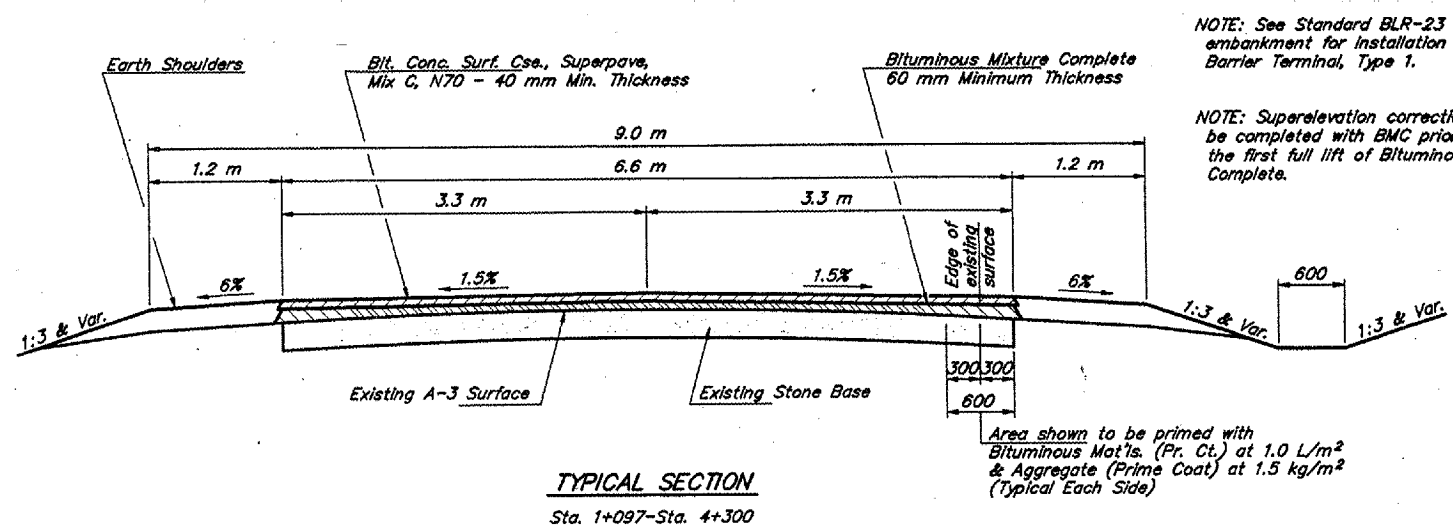 NOTE: See Standard BLR-23
embankment for installation
Barrier Terminal, Type 1.
NOTE: Superelevation
be completed with BMC
the first full lift of
Complete.
Earth Shoulders
Bit. Conc. Surf. Cse., Superpave,
Mix C, N70 - 40 mm Min. Thickness
Bituminous Mixture Complete
60 mm Minimum Thickness
9.0 m
1.2 m
6.6 m
1.2 m
3.3 m
3.3 m
Edge of
existing
surface
6%
1.5%
1.5%
6%
600
1:3 & Var.
1:3 & Var.
1:3 & Var.
Existing A-3 Surface
Existing Stone Base
300
300
600
Area shown to be primed with
Bituminous Mat'ls. (Pr. Ct.) at 1.0 L/m²
& Aggregate (Prime Coat) at 1.5 kg/m²
(Typical Each Side)
TYPICAL SECTION
Sta. 1+097-Sta. 4+300